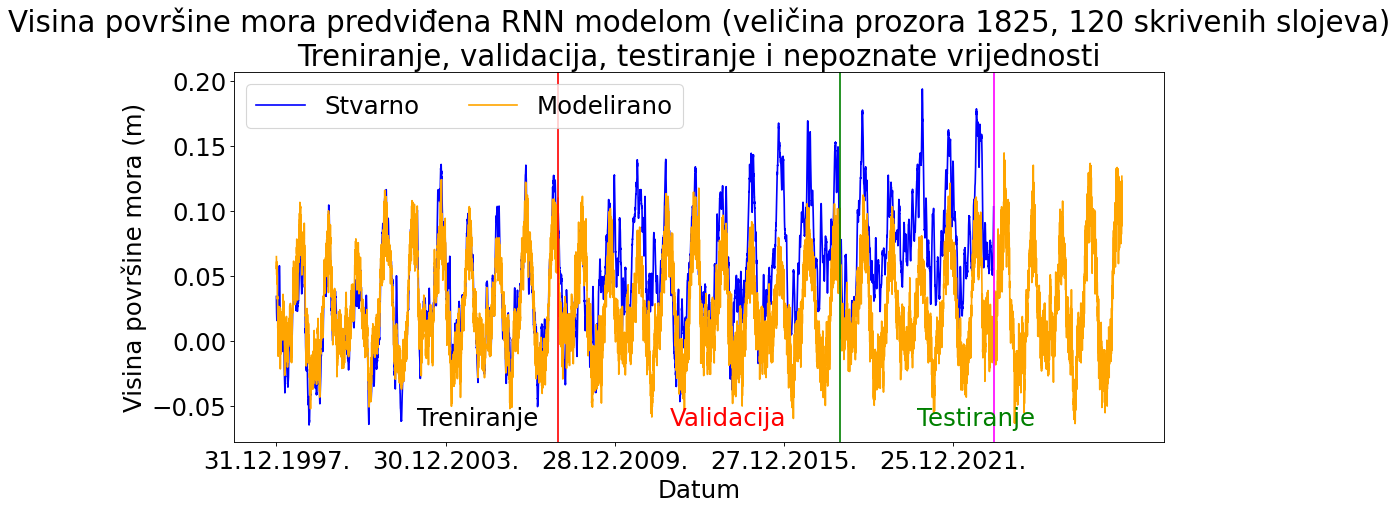 Visina površine mora predviđena RNN modelom (veličina prozora 1825, 120 skrivenih slojeva)
Treniranje, validacija, testiranje i nepoznate vrijednosti
Stvarno Modelirano
Visina površine mora (m)
0.20
0.15
0.10
0.05
0.00
−0.05
Treniranje Validacija Testiranje
31.12.1997. 30.12.2003. 28.12.2009. 27.12.2015. 25.12.2021.
Datum